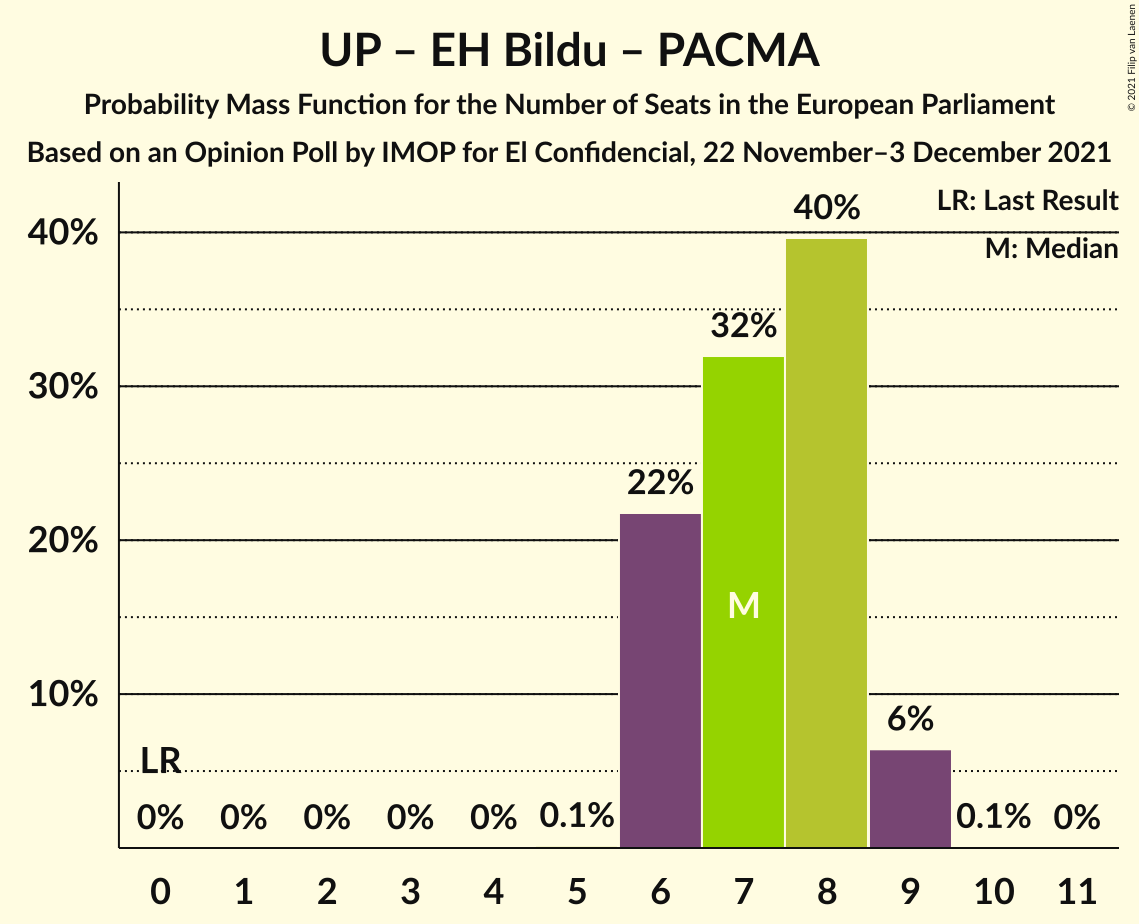 UP – EH Bildu – PACMA
Probability Mass Function for the Number of Seats in the European Parliament
Based on an Opinion Poll by IMOP for El Confidencial, 22 November–3 December 2021
© 2021 Filip van Laenen
LR: Last Result
M: Median
40%
30%
20%
10%
LR
0%
0%
0%
0%
0%
0.1%
22%
32%
M
40%
6%
0.1%
0%
0 1 2 3 4 5 6 7 8 9 10 11